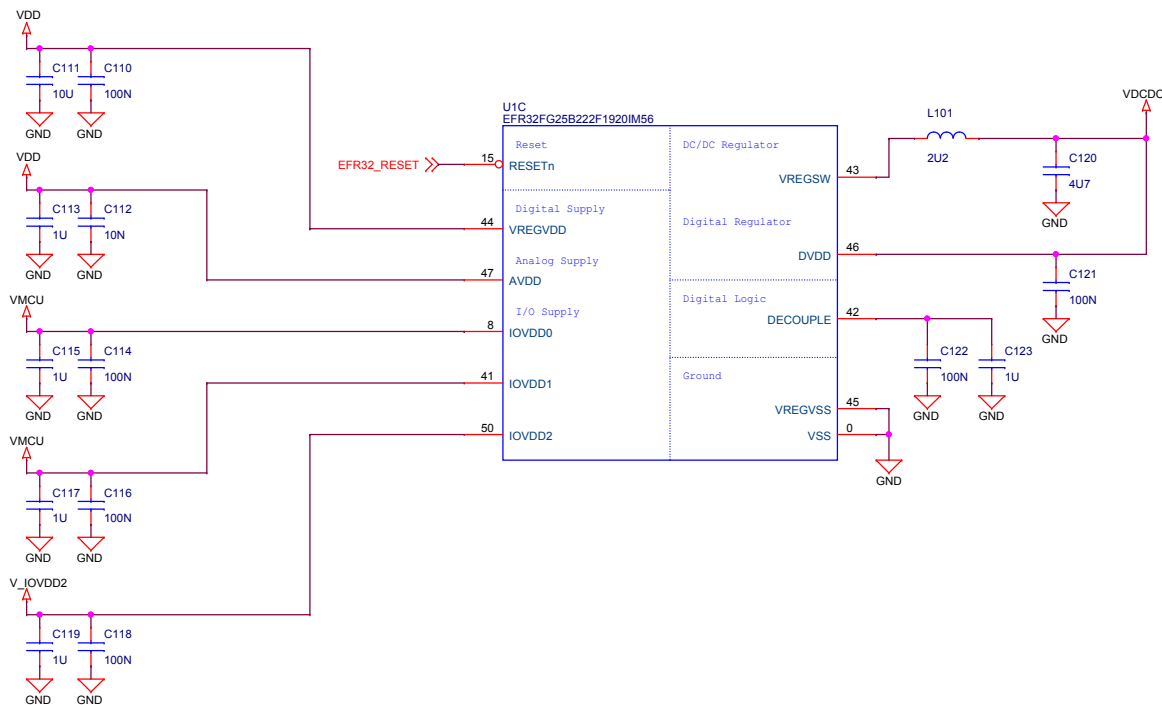 VDD
C111
10U
GND
C110
100N
GND
VDD
C113
1U
GND
C112
10N
GND
VMCU
C115
1U
GND
C114
100N
GND
VMCU
C117
1U
GND
C116
100N
GND
V_IOVDD2
C119
1U
GND
C118
100N
GND
U1C
EFR32FG25B222F1920IM56
EFR32_RESET
15
Reset
RESETn
44
Digital Supply
VREGVDD
47
Analog Supply
AVDD
8
I/O Supply
IOVDD0
41
IOVDD1
50
IOVDD2
DC/DC Regulator
VREGSW
43
Digital Regulator
DVDD
46
Digital Logic
DECOUPLE
42
Ground
VREGVSS
45
VSS
0
GND
L101
2U2
VDCDC
C120
4U7
GND
C121
100N
GND
C122
100N
GND
C123
1U
GND